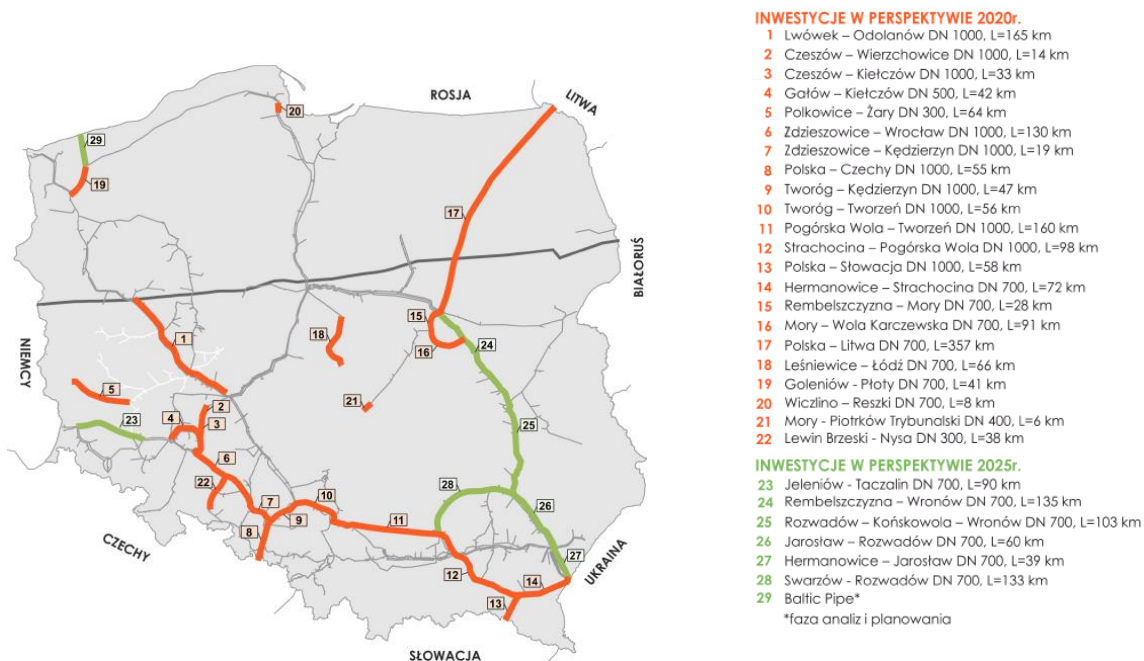 ROSJA
LITWA
BIAŁORUŚ
NIEMCY
CZECHY
SŁOWACJA
UKRAINA
29
20
19
17
1
15
18
16
24
5
21
2
23
4
3
25
6
28
22
10
7
26
9
11
8
27
12
14
13
INWESTYCJE W PERSPEKTYWIE 2020r.
1 Lwówek – Odolanów DN 1000, L=165 km
2 Czeszów – Wierzchowice DN 1000, L=14 km
3 Czeszów – Kiełczów DN 1000, L=33 km
4 Gałów – Kiełczów DN 500, L=42 km
5 Polkowice – Żary DN 300, L=64 km
6 Zdzieszowice – Wrocław DN 1000, L=130 km
7 Zdzieszowice – Kędzierzyn DN 1000, L=19 km
8 Polska – Czechy DN 1000, L=55 km
9 Tworóg – Kędzierzyn DN 1000, L=47 km
10 Tworóg – Tworzeń DN 1000, L=56 km
11 Pogórska Wola – Tworzeń DN 1000, L=160 km
12 Strachocina – Pogórska Wola DN 1000, L=98 km
13 Polska – Słowacja DN 1000, L=58 km
14 Hermanowice – Strachocina DN 700, L=72 km
15 Rembelszczyzna – Mory DN 700, L=28 km
16 Mory – Wola Karczewska DN 700, L=91 km
17 Polska – Litwa DN 700, L=357 km
18 Leśniewice – Łódź DN 700, L=66 km
19 Goleniów - Płoty DN 700, L=41 km
20 Wiczlino – Reszki DN 700, L=8 km
21 Mory - Piotrków Trybunalski DN 400, L=6 km
22 Lewin Brzeski - Nysa DN 300, L=38 km
INWESTYCJE W PERSPEKTYWIE 2025r.
23 Jeleniów - Taczalin DN 700, L=90 km
24 Rembelszczyzna – Wronów DN 700, L=135 km
25 Rozwadów – Końskowola – Wronów DN 700, L=103 km
26 Jarosław – Rozwadów DN 700, L=60 km
27 Hermanowice – Jarosław DN 700, L=39 km
28 Swarzów - Rozwadów DN 700, L=133 km
29 Baltic Pipe*
*faza analiz i planowania